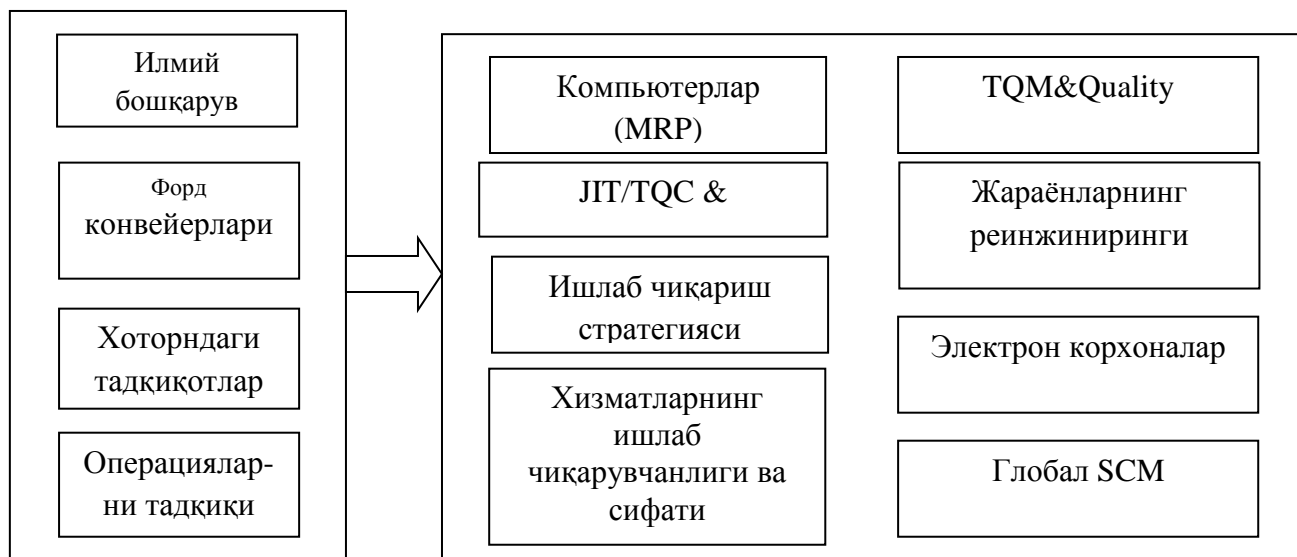 Илмий
бошқарув
Форд
конвейерлари
Хоторндаги
тадқиқотлар
Операциялар-
ни тадқиқи
Компьютерлар
(MRP)
JIT/TQC &
Ишлаб чиқариш
стратегияси
Хизматларнинг
ишлаб
чиқарувчанлиги ва
сифати
TQM&Quality
Жараёнларнинг
реинжиниринги
Электрон корхоналар
Глобал SCM